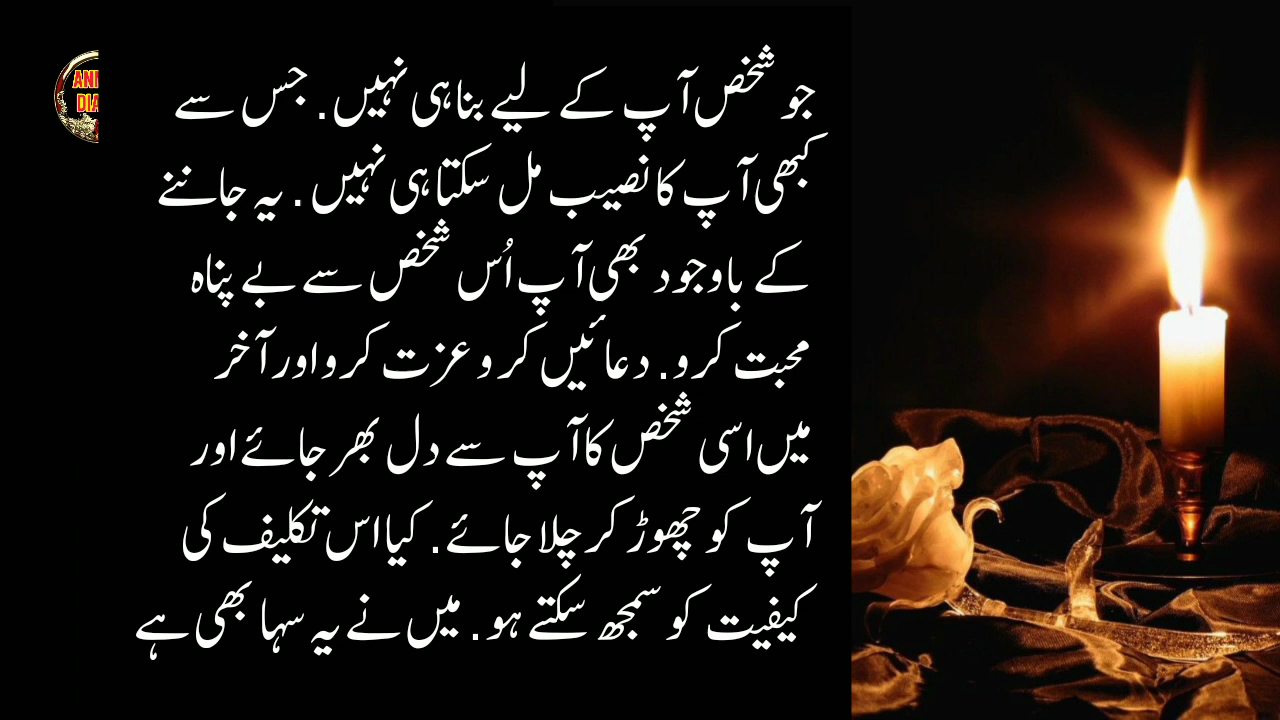 ANI
DIA
جو شخص آپ کے لیے بنا ہی نہیں. جس سے
کبھی آپ کا نصیب مل سکتا ہی نہیں. یہ جاننے
کے باوجود بھی آپ اُس شخص سے بے پناہ
محبت کرو. دعائیں کرو عزت کرو اور آخر
میں اسی شخص کا آپ سے دل بھر جائے اور
آپ کو چھوڑ کر چلا جائے. کیا اس تکلیف کی
کیفیت کو سمجھ سکتے ہو. میں نے یہ سہا بھی ہے